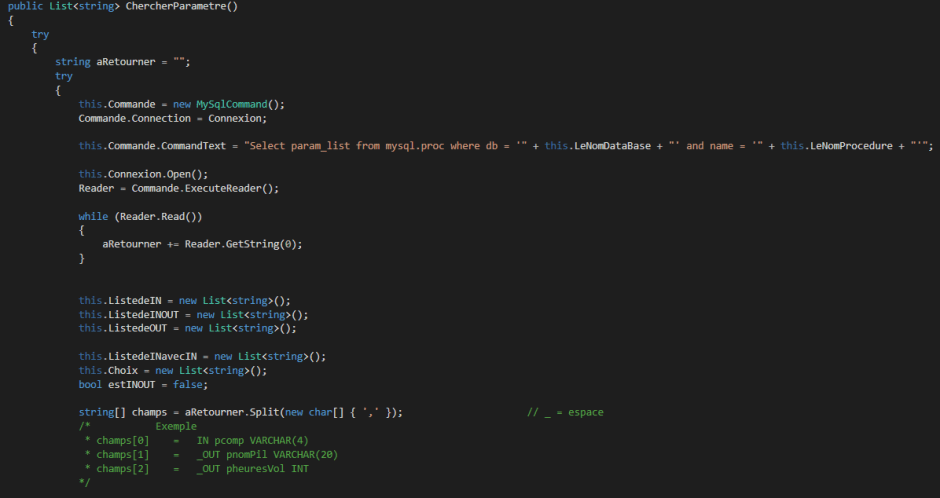 public List<string> ChercherParametre()
{
try
{
string aRetourner = "";
try
{
this.Commande = new MySqlCommand();
Commande.Connection = Connexion;
this.Commande.CommandText = "Select param_list from mysql.proc where db = '" + this.LeNomDataBase + "' and name = '" + this.LeNomProcedure + "'";
this.Connexion.Open();
Reader = Commande.ExecuteReader();
while (Reader.Read())
{
aRetourner += Reader.GetString(0);
}
this.ListedeIN = new List<string>();
this.ListedeINOUT = new List<string>();
this.ListedeOUT = new List<string>();
this.ListedeINavecIN = new List<string>();
this.Choix = new List<string>();
bool estINOUT = false;
string[] champs = aRetourner.Split(new char[] { ',' }); // _ = espace
/* Exemple
* champs[0] = IN pcomp VARCHAR(4)
* champs[1] = _OUT pnomPil VARCHAR(20)
* champs[2] = _OUT pheuresVol INT
*/